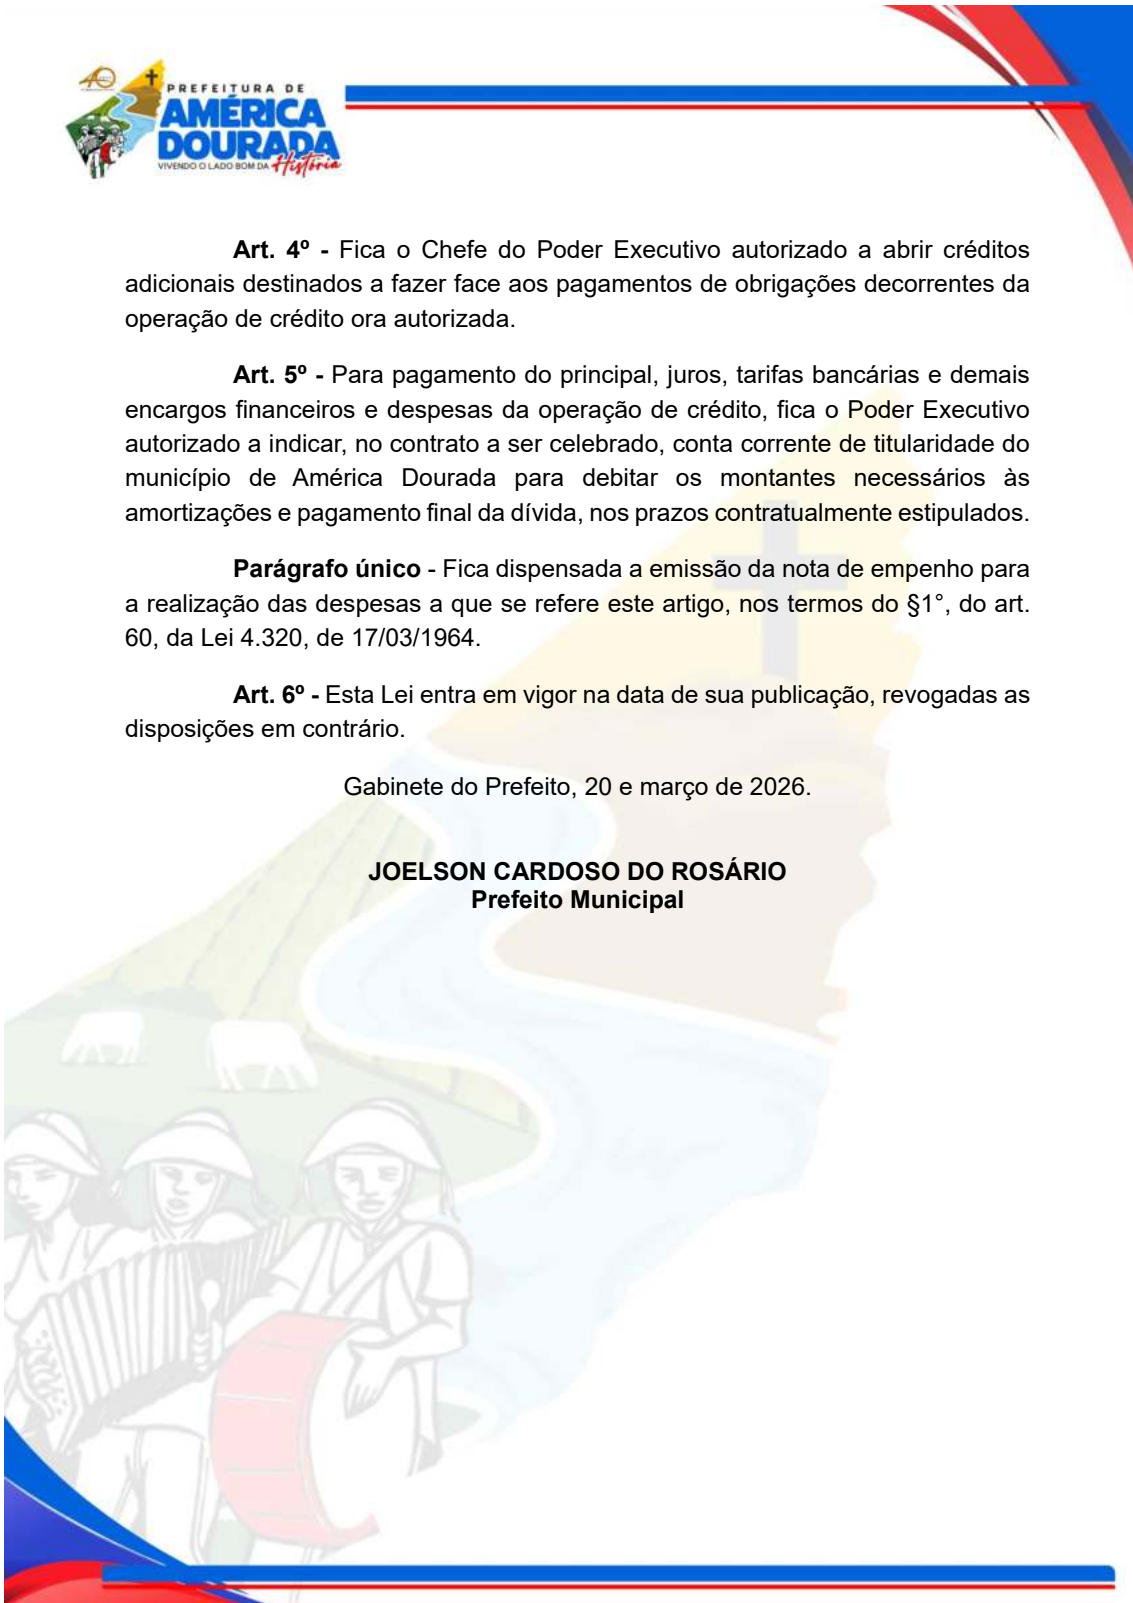 40
PREFEITURA DE
AMÉRICA
DOURADA
VIVENDO O LADO BOM DA História
Art. 4º - Fica o Chefe do Poder Executivo autorizado a abrir créditos
adicionais destinados a fazer face aos pagamentos de obrigações decorrentes da
operação de crédito ora autorizada.
Art. 5º - Para pagamento do principal, juros, tarifas bancárias e demais
encargos financeiros e despesas da operação de crédito, fica o Poder Executivo
autorizado a indicar, no contrato a ser celebrado, conta corrente de titularidade do
município de América Dourada para debitar os montantes necessários às
amortizações e pagamento final da dívida, nos prazos contratualmente estipulados.
Parágrafo único - Fica dispensada a emissão da nota de empenho para
a realização das despesas a que se refere este artigo, nos termos do §1°, do art.
60, da Lei 4.320, de 17/03/1964.
Art. 6º - Esta Lei entra em vigor na data de sua publicação, revogadas as
disposições em contrário.
Gabinete do Prefeito, 20 e março de 2026.
JOELSON CARDOSO DO ROSÁRIO
Prefeito Municipal